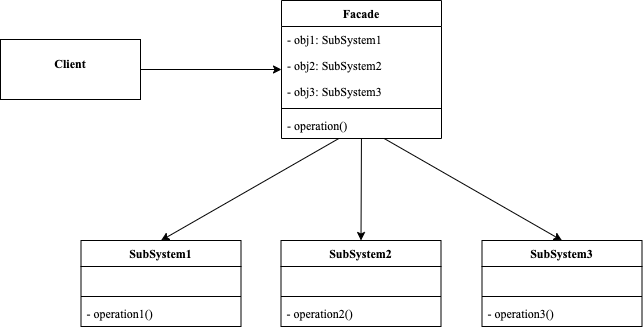 Facade
Client
- obj1: SubSystem1
- obj2: SubSystem2
- obj3: SubSystem3
- operation()
SubSystem1
- operation1()
SubSystem2
- operation2()
SubSystem3
- operation3()